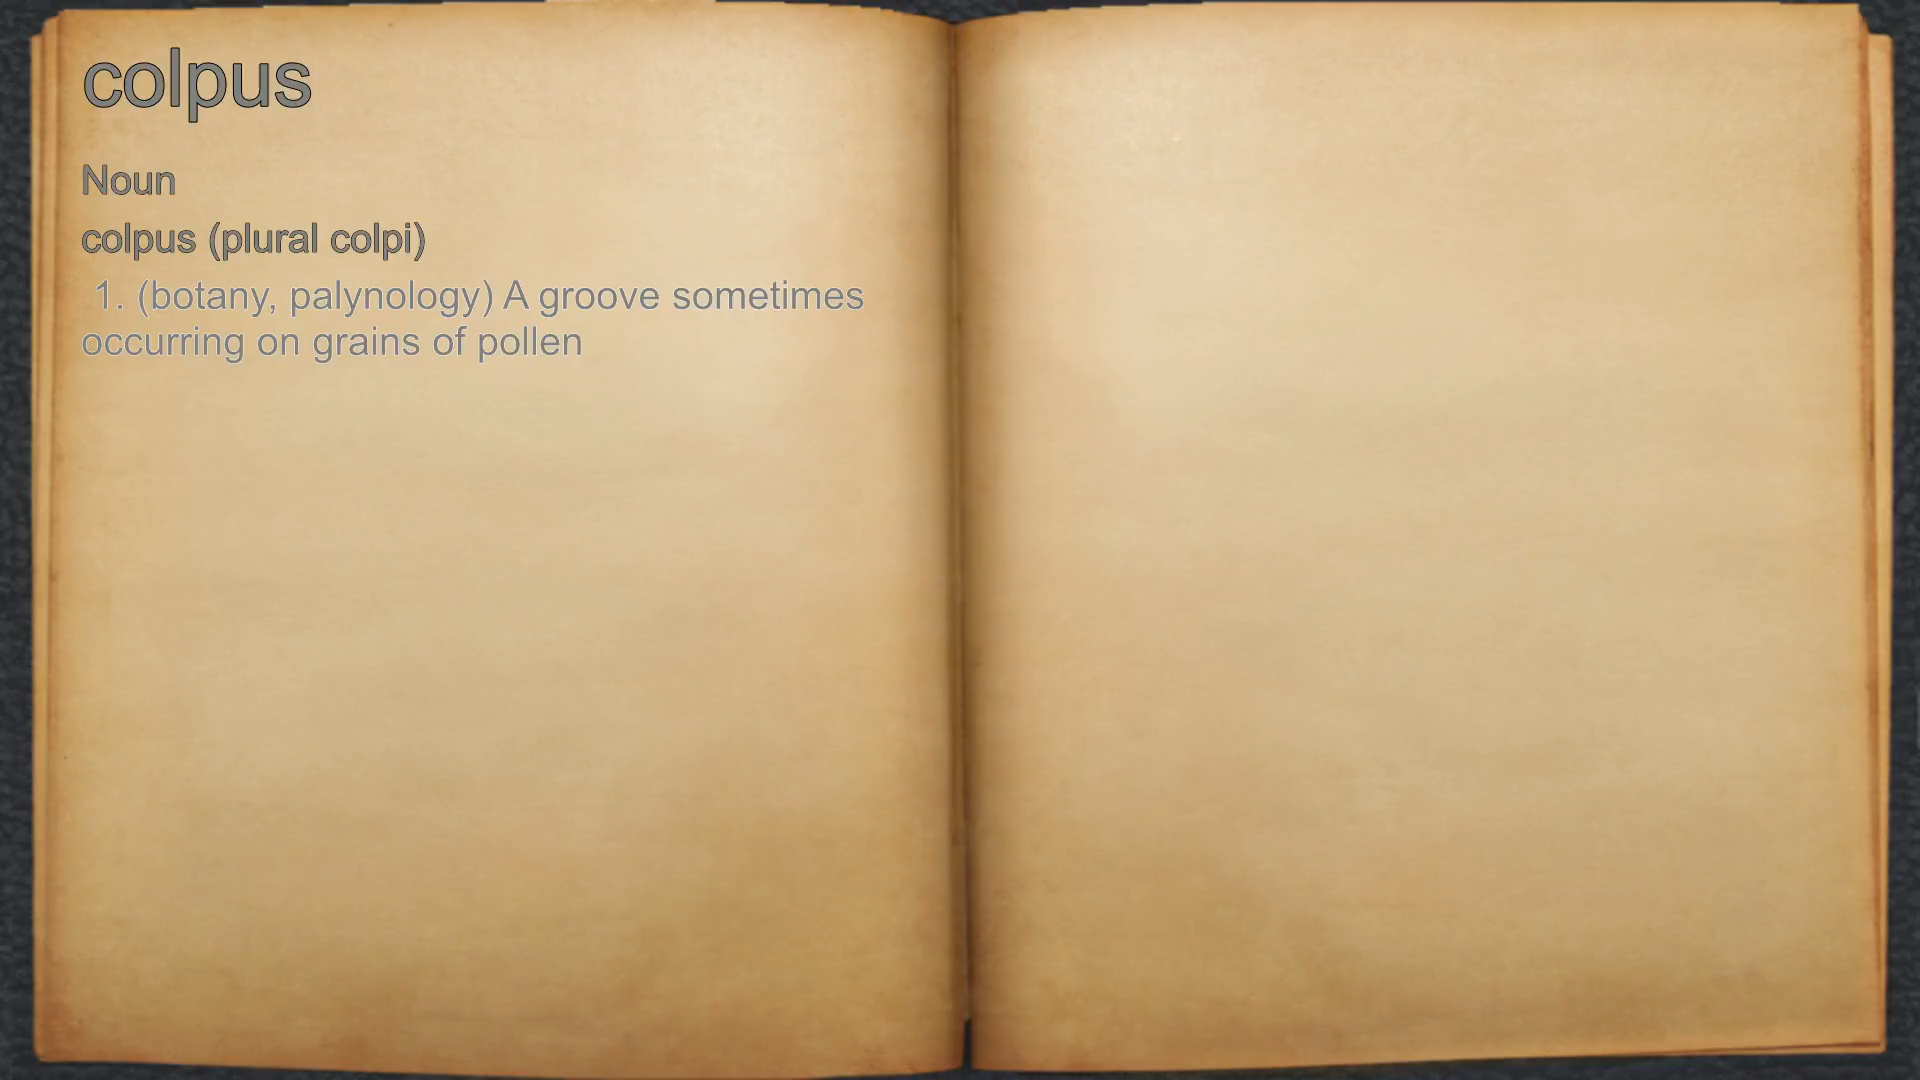 colpus
Noun
colpus (plural colpi)
1. (botany, palynology) A groove sometimes
occurring on grains of pollen